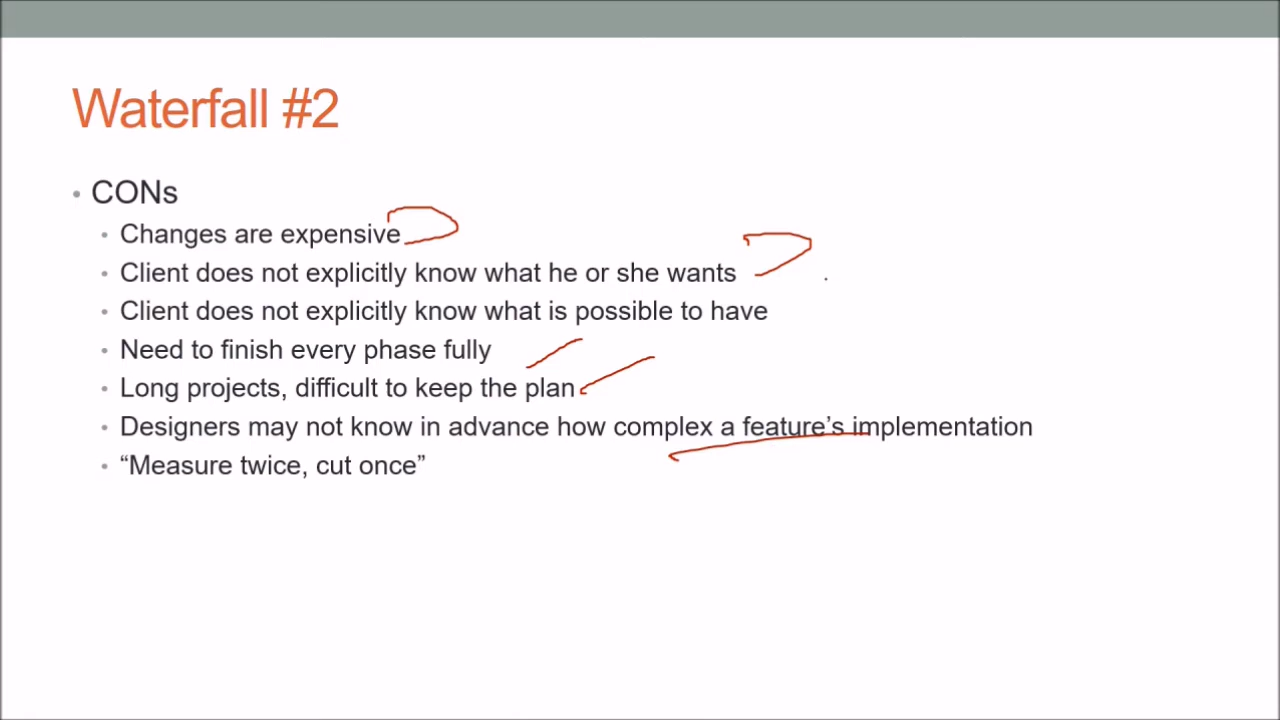 Waterfall #2
• CONs
• Changes are expensive
• Client does not explicitly know what he or she wants
• Client does not explicitly know what is possible to have
• Need to finish every phase fully
• Long projects, difficult to keep the plan
• Designers may not know in advance how complex a feature’s implementation
• “Measure twice, cut once”